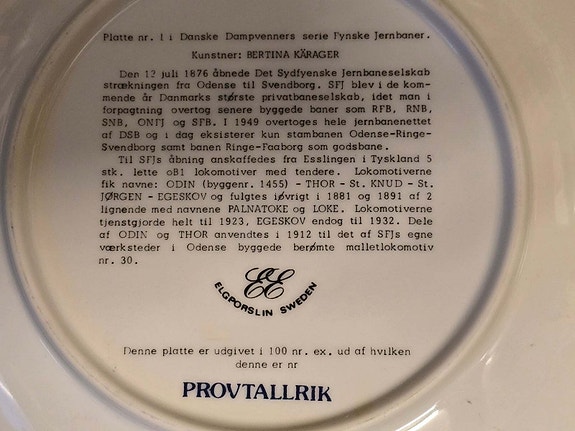 Platte nr. 1 i Danske Dampvenners serie Fynske Jernbaner.
Kunstner: BERTINA KÄRAGER
Den 12 juli 1876 åbnede Det Sydfyenske Jernbaneselskab
strækningen fra Odense til Svendborg. SFJ blev i de kom-
mende år Danmarks største privatbaneselskab, idet man i
forpagtning overtog senere byggede baner som RFB, RNB,
SNB, ONFJ og SFB. I 1949 overtoges hele jernbanenettet
af DSB og i dag eksisterer kun stambanen Odense-Ringe-
Svendborg samt banen Ringe-Faaborg som godsbane.
Til SFJs åbning anskaffedes fra Esslingen i Tyskland 5
stk. lette oB1 lokomotiver med tendere. Lokomotiverne
fik navne: ODIN (byggenr. 1455) - THOR - St. KNUD - St.
JØRGEN - EGESKOV og fulgtes iøvrigt i 1881 og 1891 af 2
lignende med navnene PALNATOKE og LOKE. Lokomotiverne
tjenstgjorde helt til 1923, EGESKOV endog til 1932. Dele
af ODIN og THOR anvendtes i 1912 til det af SFJs egne
værksteder i Odense byggede berømte malletlokomotiv
nr. 30.
EE
ELGPORSLIN SWEDEN
Denne platte er udgivet i 100 nr. ex. ud af hvilken
denne er nr
PROVTALLRIK